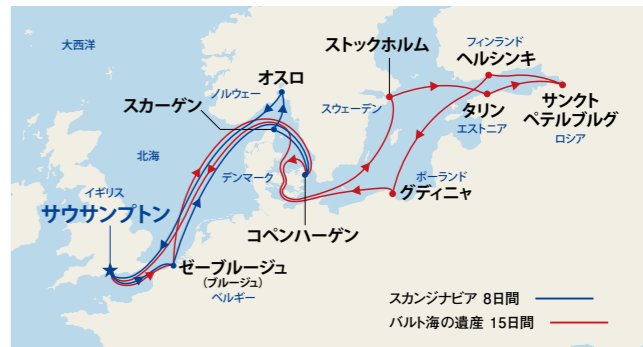 大西洋
フィンランド
ヘルシンキ
ストックホルム
オスロ
ノルウェー
スカーゲン
スウェーデン
タリン
エストニア
サンクト
ペテルブルグ
ロシア
北海
デンマーク
ポーランド
グディニャ
イギリス
サウサンプトン
コペンハーゲン
ゼーブルージュ
(ブルージュ)
ベルギー
スカンジナビア 8日間
バルト海の遺産 15日間